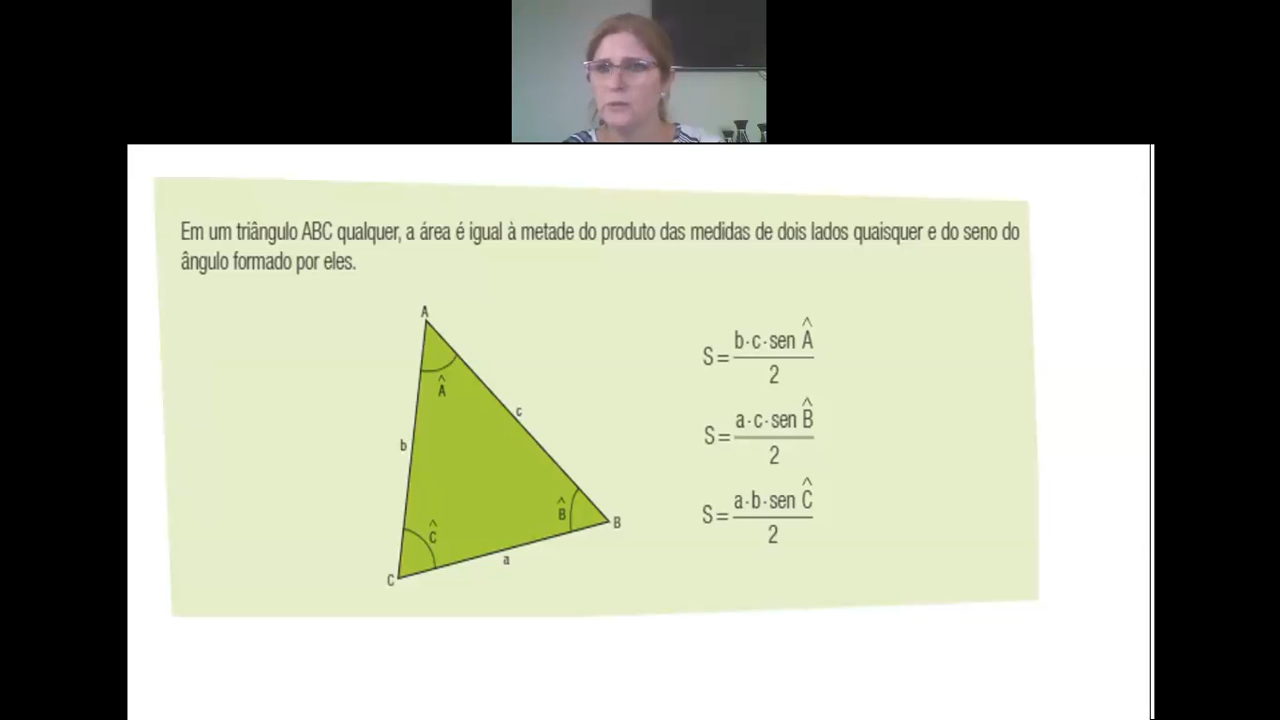 Em um triângulo ABC qualquer, a área é igual à metade do produto das medidas de dois lados quaisquer e do seno do
ângulo formado por eles.
A
Â
c
b
B̂
B
Ĉ
a
C
S = b·c·sen Â / 2
S = a·c·sen B̂ / 2
S = a·b·sen Ĉ / 2